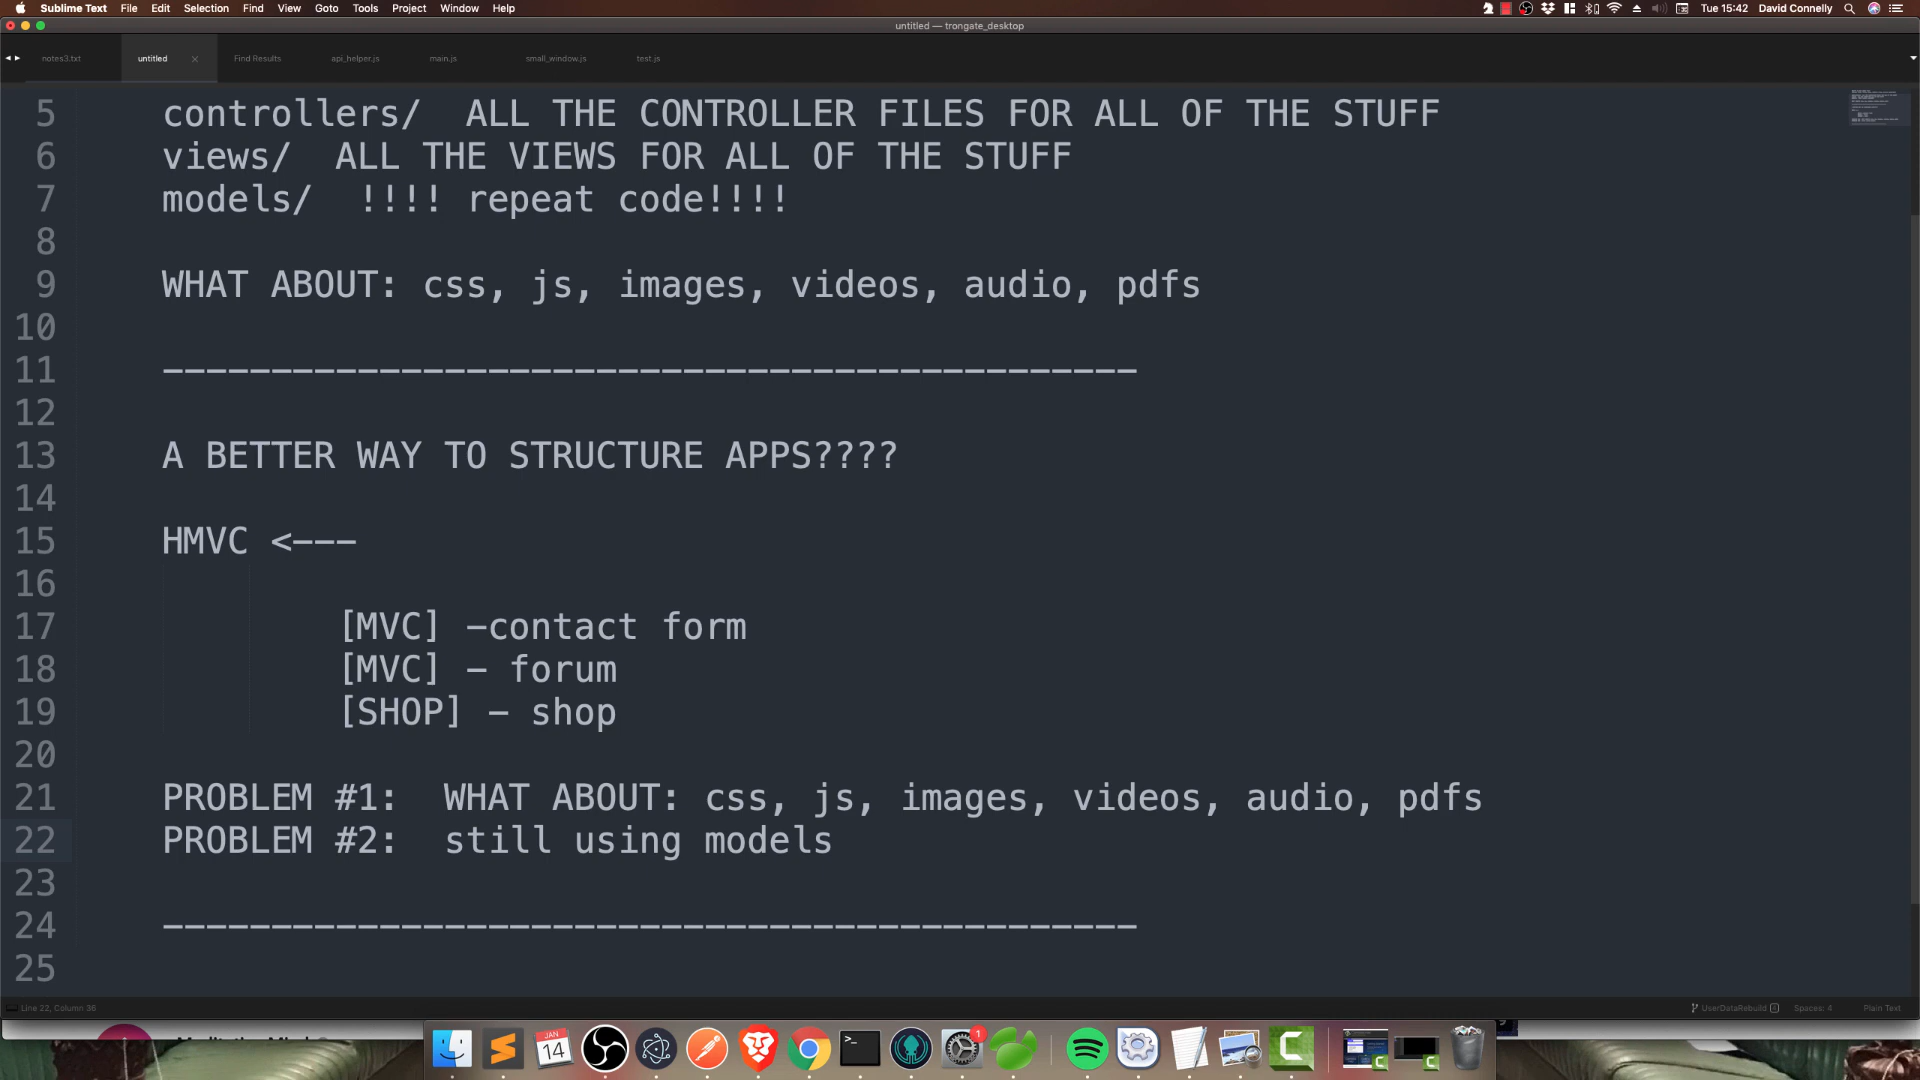 Sublime Text File Edit Selection Find View Goto Tools Project Window Help
Tue 15:42 David Connelly
untitled — trongate_desktop
notes3.txt untitled Find Results api_helper.js main.js small_window.js test.js
5 controllers/ ALL THE CONTROLLER FILES FOR ALL OF THE STUFF
6 views/ ALL THE VIEWS FOR ALL OF THE STUFF
7 models/ !!!! repeat code!!!!
8
9 WHAT ABOUT: css, js, images, videos, audio, pdfs
10
11 ---------------------------------------------
12
13 A BETTER WAY TO STRUCTURE APPS????
14
15 HMVC <---
16
17 [MVC] -contact form
18 [MVC] - forum
19 [SHOP] - shop
20
21 PROBLEM #1: WHAT ABOUT: css, js, images, videos, audio, pdfs
22 PROBLEM #2: still using models
23
24 ---------------------------------------------
25
Line 22, Column 36
UserDataRebuild Spaces: 4 Plain Text
JAN
14
1